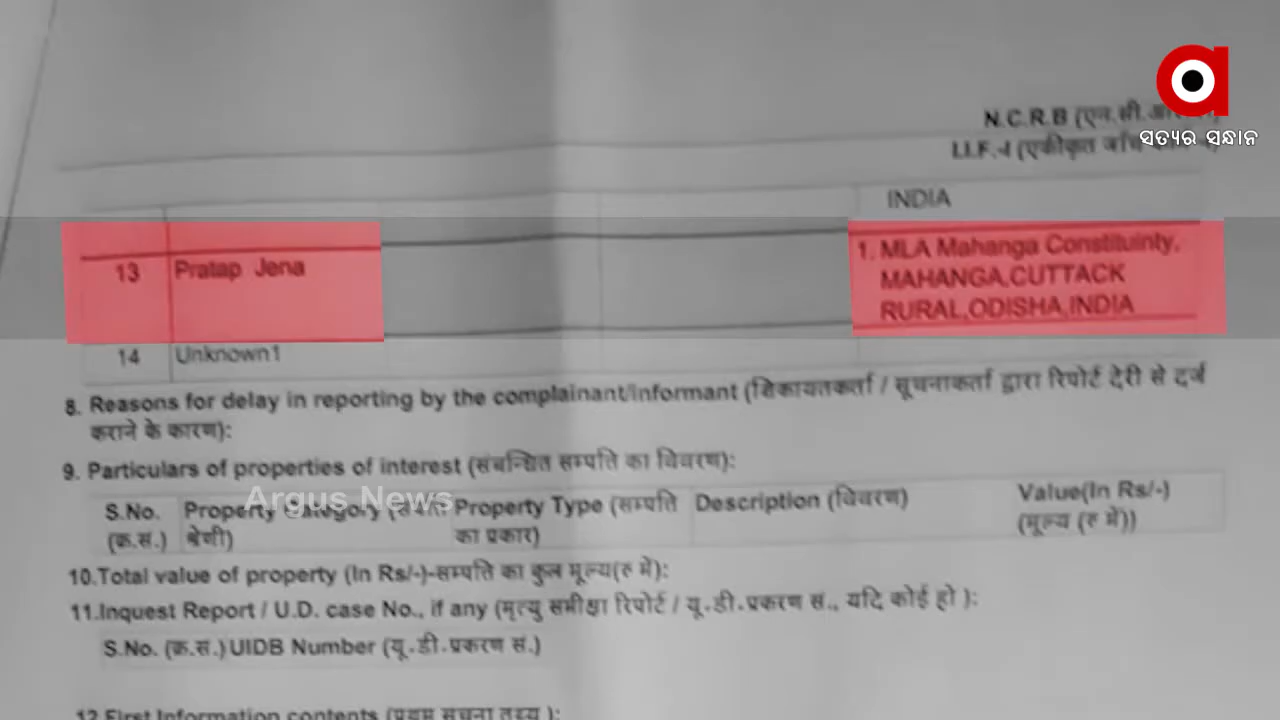 N.C.R.B (एन.सी.
I.I.F.-I (एकीकृत जाँच
ସତ୍ୟର ସନ୍ଧାନ
INDIA
13 Pratap Jena 1. MLA Mahanga Constituinty,
MAHANGA,CUTTACK
RURAL,ODISHA,INDIA
14 Unknown1
8. Reasons for delay in reporting by the complainant/informant (शिकायतकर्ता / सूचनाकर्ता द्वारा रिपोर्ट देरी से दर्ज
कराने के कारण):
9. Particulars of properties of interest (संबन्धित सम्पति का विवरण):
Argus News
S.No. Property Category Property Type (सम्पति Description (विवरण) Value(In Rs/-)
(क्र.सं.) श्रेणी) का प्रकार) (मूल्य (रु में))
10.Total value of property (In Rs/-)-सम्पति का कुल मूल्य(रु में):
11.Inquest Report / U.D. case No., if any (मृत्यु समीक्षा रिपोर्ट / यू.डी.प्रकरण सं., यदि कोई हो ):
S.No. (क्र.सं.) UIDB Number (यू.डी.प्रकरण सं.)
12.First Information contents (प्रथम सूचना तथ्य ):